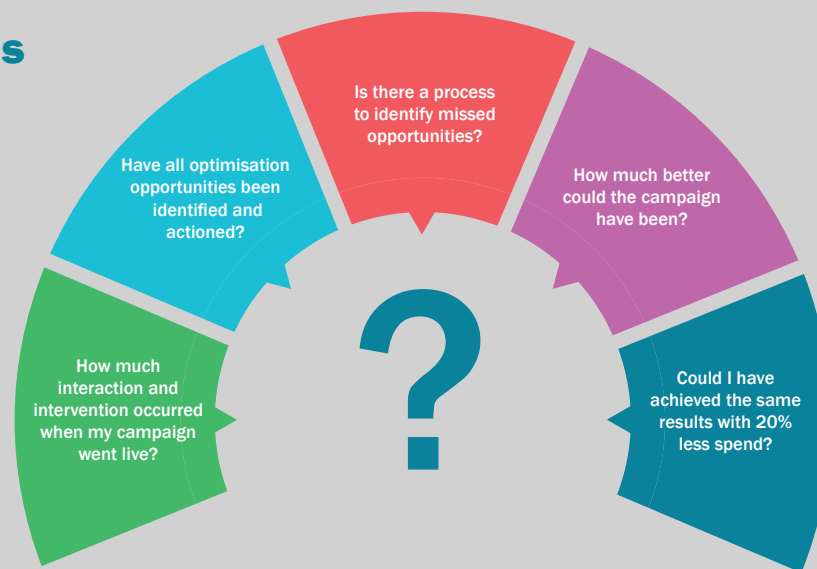 s
How much
interaction and
intervention occurred
when my campaign
went live?
Have all optimisation
opportunities been
identified and
actioned?
Is there a process
to identify missed
opportunities?
How much better
could the campaign
have been?
Could I have
achieved the same
results with 20%
less spend?
?